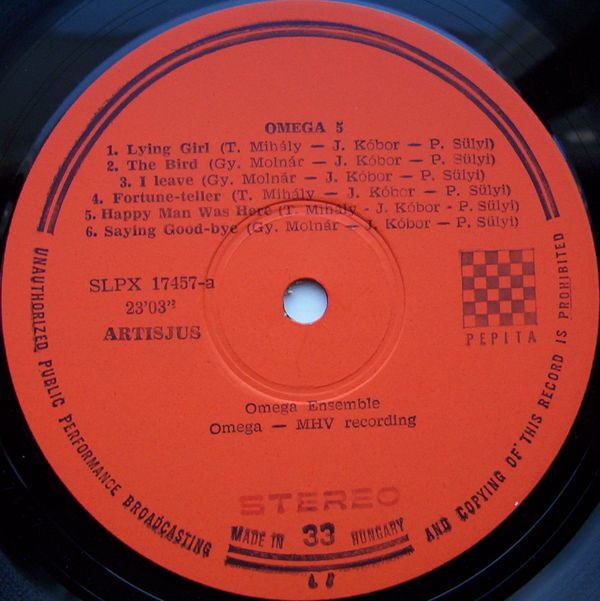 OMEGA 5
1. Lying Girl (T. Mihály — J. Kóbor — P. Sülyi)
2. The Bird (Gy. Molnár — J. Kóbor — P. Sülyi)
3. I leave (Gy. Molnár — J. Kóbor — P. Sülyi)
4. Fortune-teller (T. Mihály — J. Kóbor — P. Sülyi)
5. Happy Man Was Here (T. Mihály - J. Kóbor - P. Sülyi)
6. Saying Good-bye (Gy. Molnár — J. Kóbor — P. Sülyi)
SLPX 17457-a
23'03"
ARTISJUS
PEPITA
Omega Ensemble
Omega — MHV recording
STEREO
MADE IN 33 HUNGARY
UNAUTHORIZED PUBLIC PERFORMANCE BROADCASTING AND COPYING OF THIS RECORD IS PROHIBITED